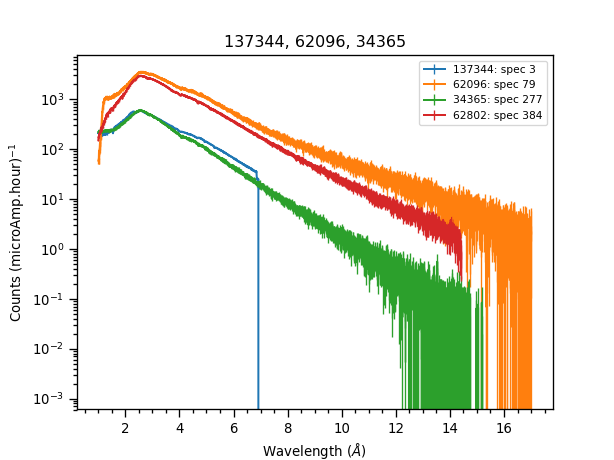 137344, 62096, 34365
137344: spec 3
62096: spec 79
34365: spec 277
62802: spec 384
Counts (microAmp.hour)⁻¹
10³
10²
10¹
10⁰
10⁻¹
10⁻²
10⁻³
2 4 6 8 10 12 14 16
Wavelength (Å)